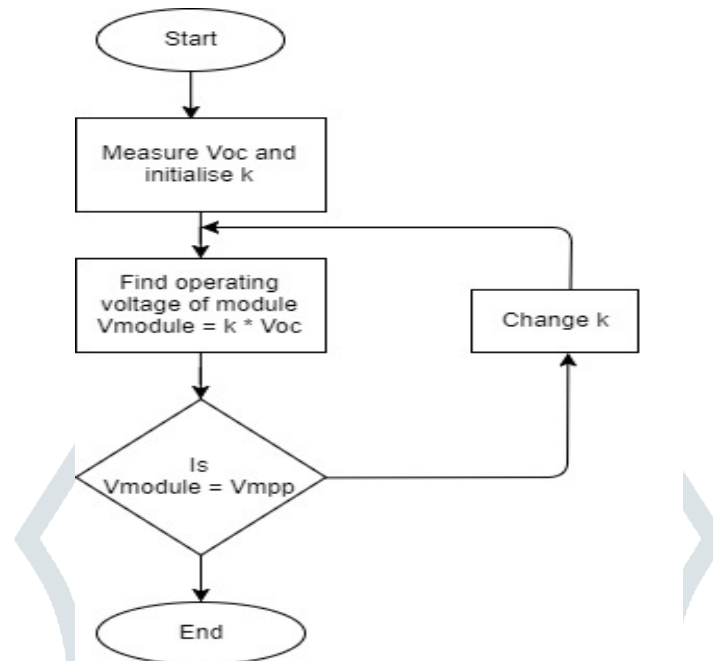 Start
Measure Voc and
initialise k
Find operating
voltage of module
Vmodule = k * Voc
Change k
Is
Vmodule = Vmpp
End